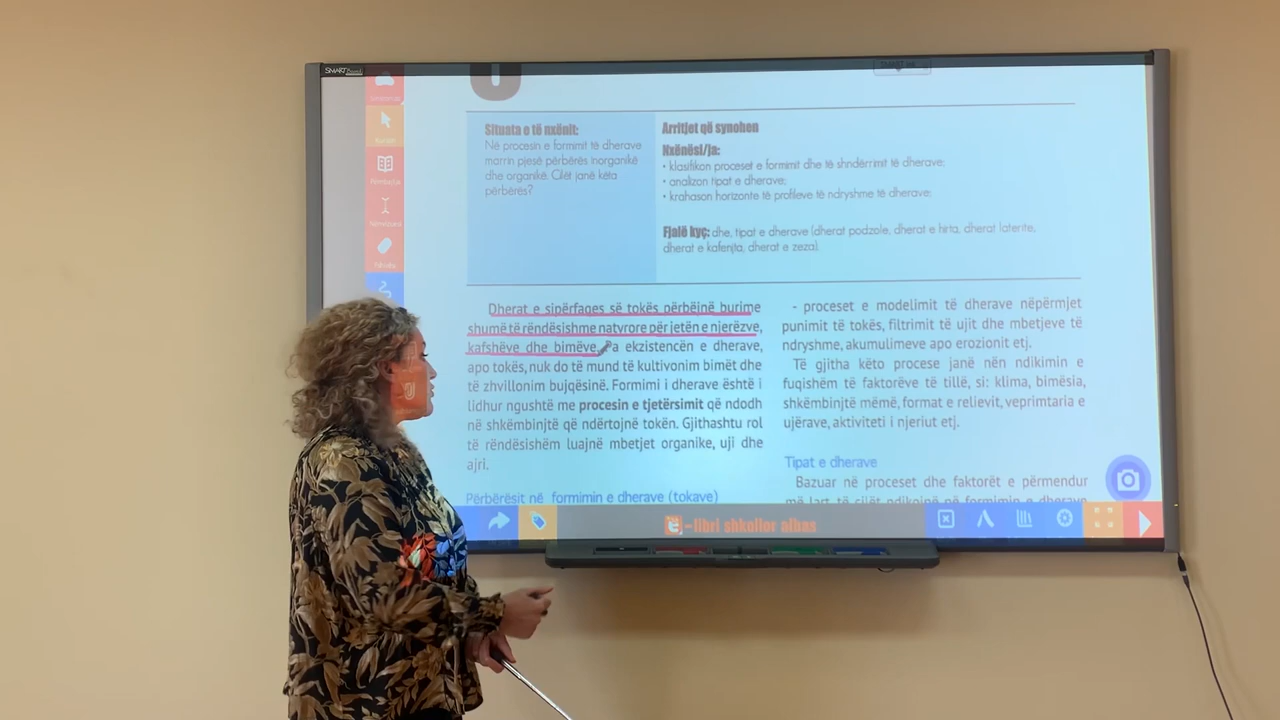 SMART
Situata e të nxënit:
Në procesin e formimit të dherave
marrin pjesë përbërës inorganikë
dhe organikë. Cilët janë këta
përbërës?
Arritjet që synohen
Nxënësi/ja:
• klasifikon proceset e formimit dhe të shndërrimit të dherave;
• analizon tipat e dherave;
• krahason horizonte të profileve të ndryshme të dherave;
Fjalë kyç: dhe, tipat e dherave (dherat podzole, dherat e hirta, dherat laterite,
dherat e kafenjta, dherat e zeza).
Dherat e sipërfaqes së tokës përbëjnë burime
shumë të rëndësishme natyrore për jetën e njerëzve,
kafshëve dhe bimëve. Pa ekzistencën e dherave,
apo tokës, nuk do të mund të kultivonim bimët dhe
të zhvillonim bujqësinë. Formimi i dherave është i
lidhur ngushtë me procesin e tjetërsimit që ndodh
në shkëmbinjtë që ndërtojnë tokën. Gjithashtu rol
të rëndësishëm luajnë mbetjet organike, uji dhe
ajri.
Përbërësit në formimin e dherave (tokave)
- proceset e modelimit të dherave nëpërmjet
punimit të tokës, filtrimit të ujit dhe mbetjeve të
ndryshme, akumulimeve apo erozionit etj.
Të gjitha këto procese janë nën ndikimin e
fuqishëm të faktorëve të tillë, si: klima, bimësia,
shkëmbinjtë mëmë, format e relievit, veprimtaria e
ujërave, aktiviteti i njeriut etj.
Tipat e dherave
Bazuar në proceset dhe faktorët e përmendur
më lart, të cilët ndikojnë në formimin e dherave
e-libri shkollor albas